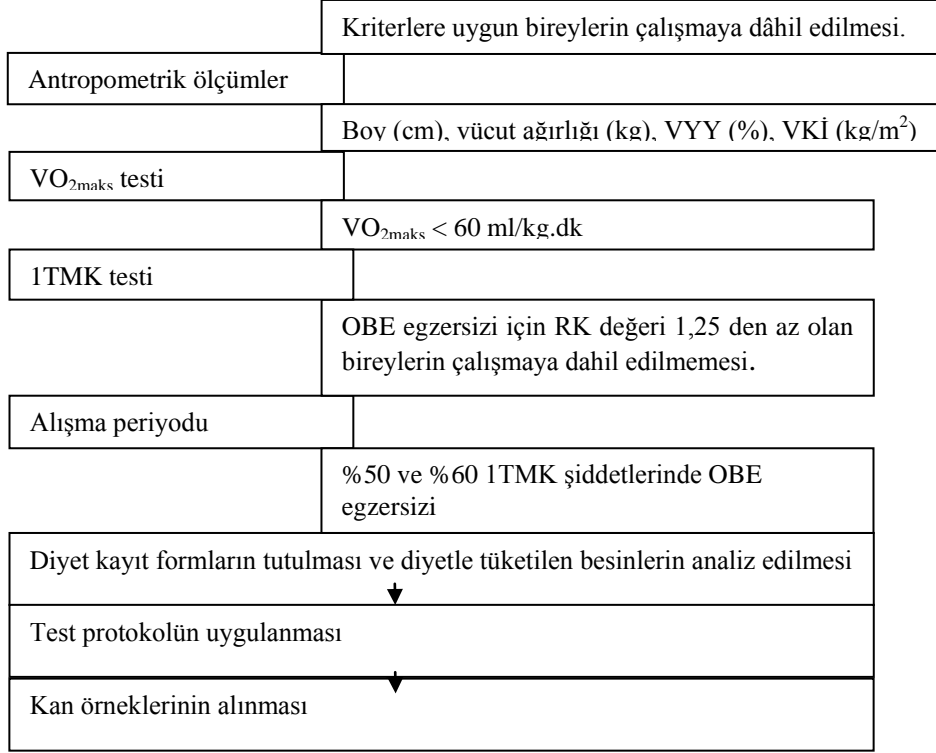 Kriterlere uygun bireylerin çalışmaya dâhil edilmesi.
Antropometrik ölçümler
Boy (cm), vücut ağırlığı (kg), VYY (%), VKİ (kg/m²)
VO₂maks testi
VO₂maks < 60 ml/kg.dk
1TMK testi
OBE egzersizi için RK değeri 1,25 den az olan
bireylerin çalışmaya dahil edilmemesi.
Alışma periyodu
%50 ve %60 1TMK şiddetlerinde OBE
egzersizi
Diyet kayıt formların tutulması ve diyetle tüketilen besinlerin analiz edilmesi
Test protokolün uygulanması
Kan örneklerinin alınması